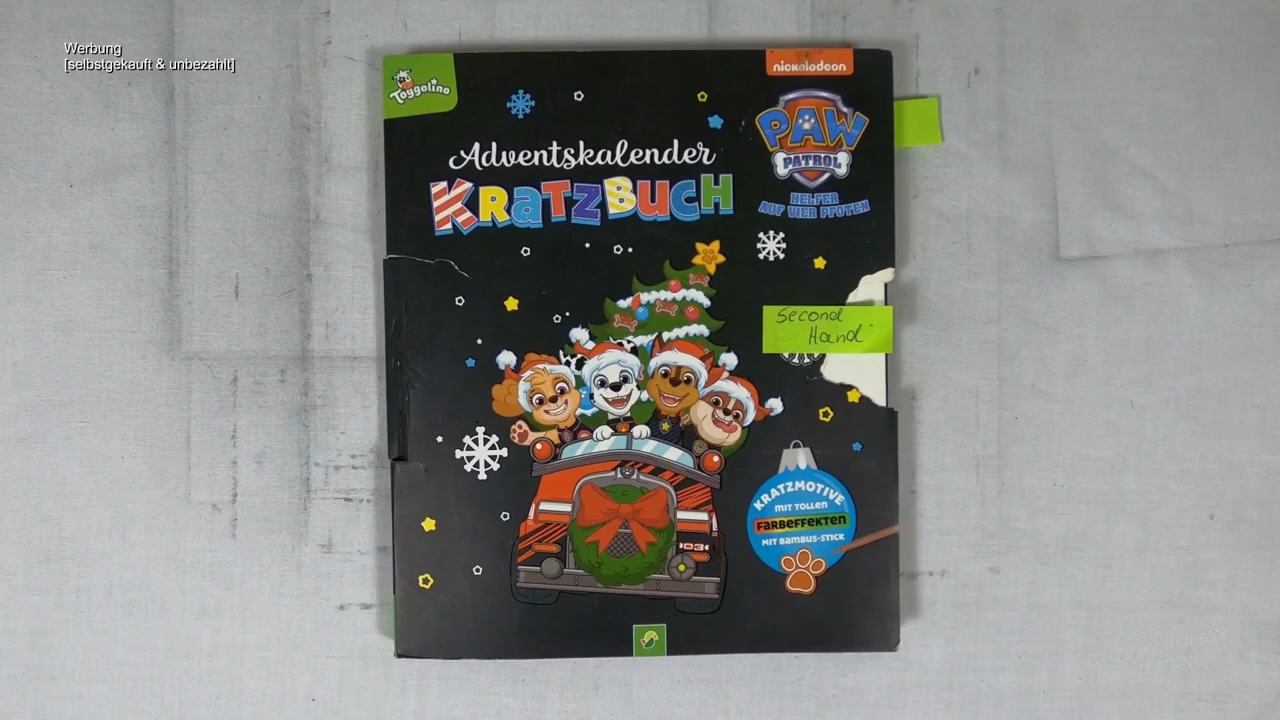 Werbung
[selbstgekauft & unbezahlt]
Toggolino
nickelodeon
PAW
PATROL
HELFER
AUF VIER PFOTEN
Adventskalender
KRaTZBUCH
Second
Hand
KRATZMOTIVE
MIT TOLLEN
FARBEFFEKTEN
MIT BAMBUS-STICK